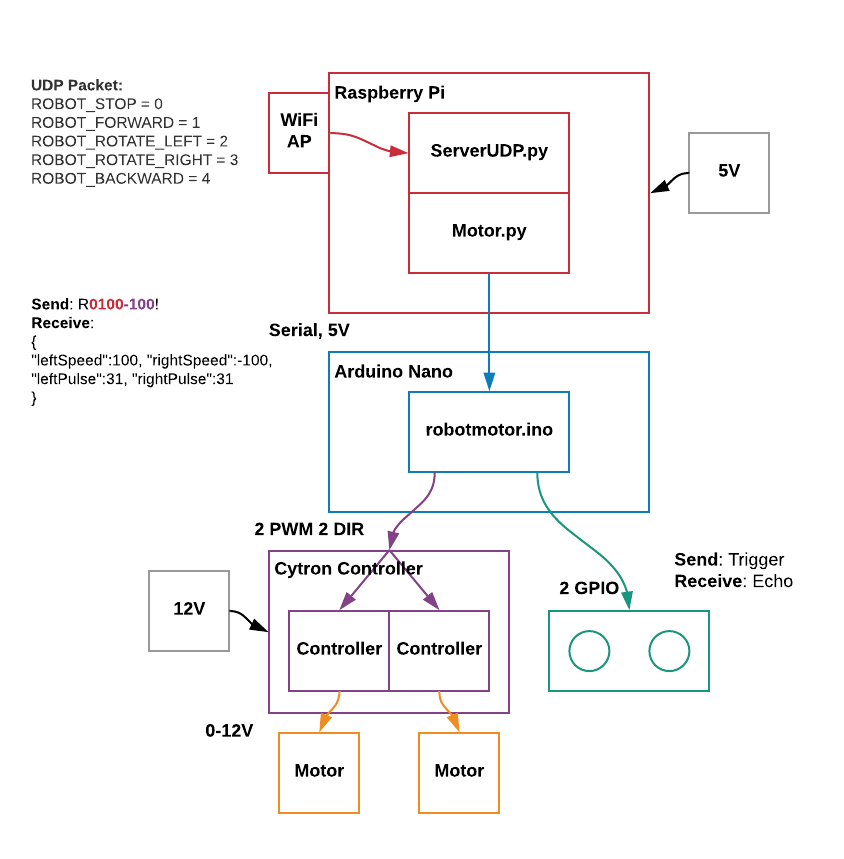 UDP Packet:
ROBOT_STOP = 0
ROBOT_FORWARD = 1
ROBOT_ROTATE_LEFT = 2
ROBOT_ROTATE_RIGHT = 3
ROBOT_BACKWARD = 4
Raspberry Pi
WiFi
AP
ServerUDP.py
Motor.py
5V
Send: R0100-100!
Receive:
{
"leftSpeed":100, "rightSpeed":-100,
"leftPulse":31, "rightPulse":31
}
Serial, 5V
Arduino Nano
robotmotor.ino
2 PWM 2 DIR
Cytron Controller
12V
Controller
Controller
2 GPIO
Send: Trigger
Receive: Echo
0-12V
Motor
Motor